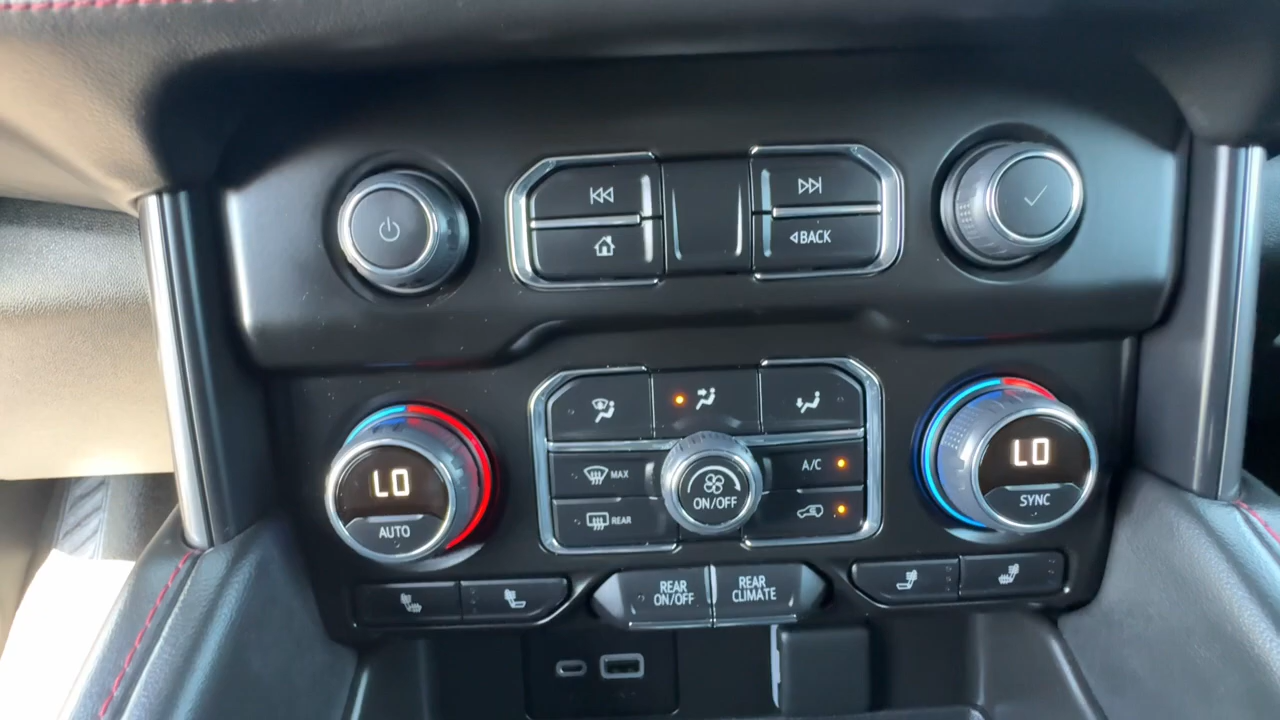 BACK
LO
AUTO
MAX
REAR
ON/OFF
A/C
LO
SYNC
REAR
ON/OFF
REAR
CLIMATE